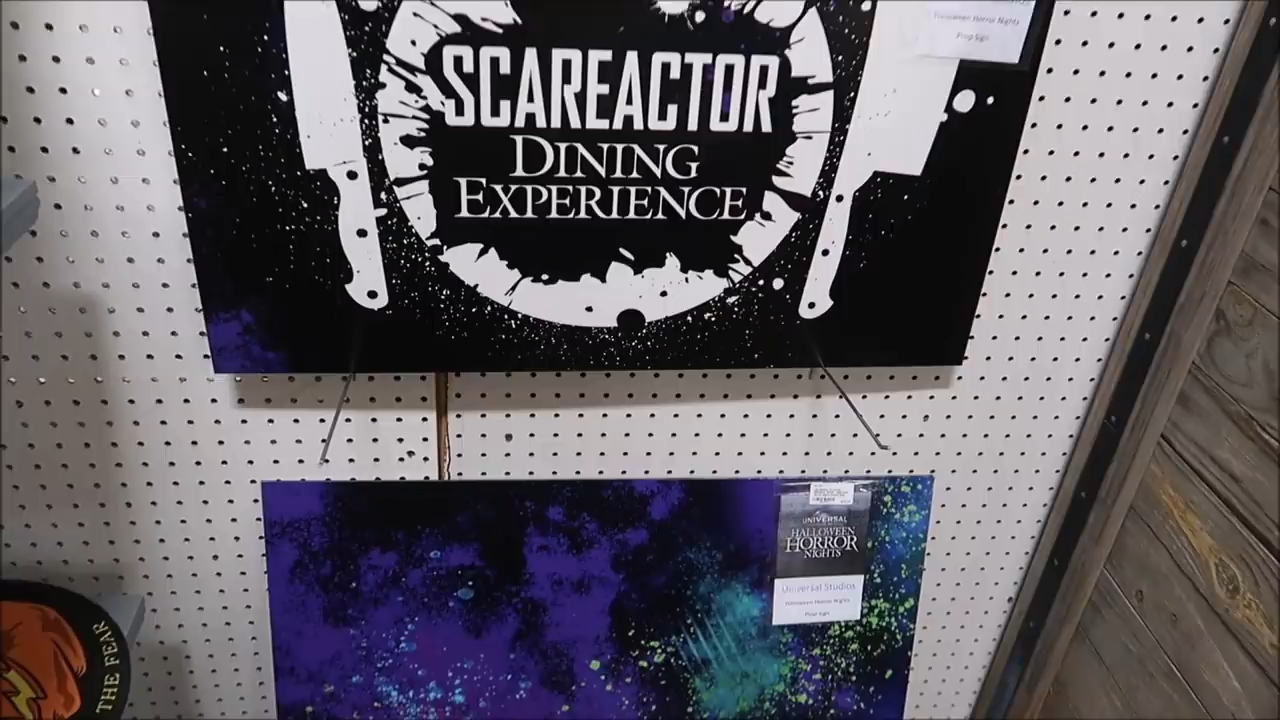 Halloween Horror Nights
Prop Sign
SCAREACTOR
DINING
EXPERIENCE
UNIVERSAL
HALLOWEEN
HORROR
NIGHTS
Universal Studios
Halloween Horror Nights
Prop Sign
THE FEAR